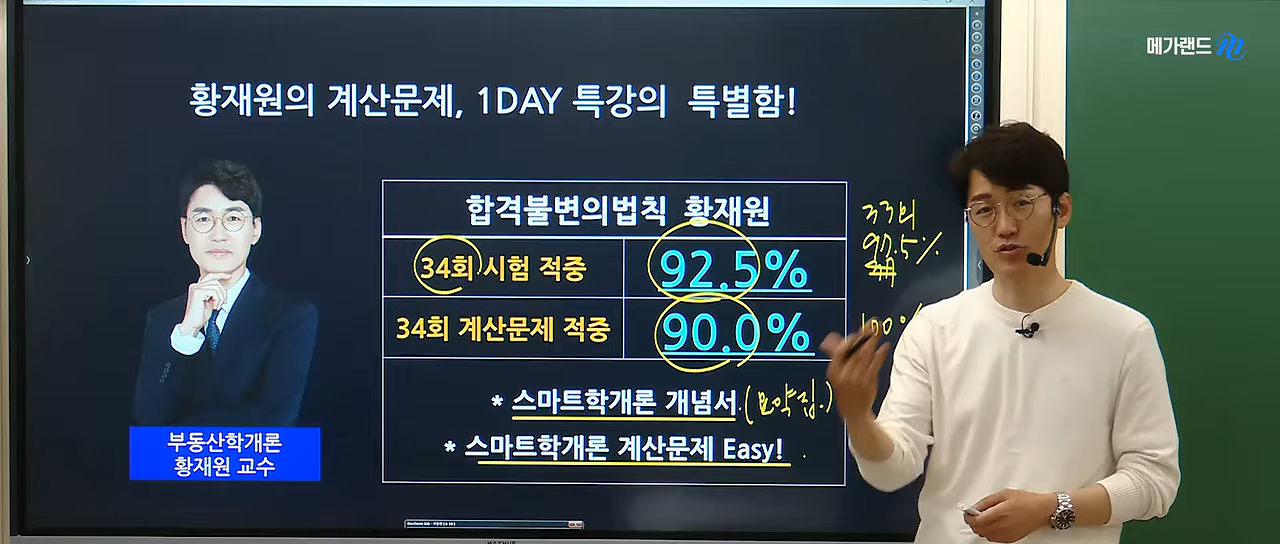 메가랜드
황재원의 계산문제, 1DAY 특강의 특별함!
합격불변의법칙 황재원
34회 시험 적중 92.5%
34회 계산문제 적중 90.0%
33회
97.5%
100%
* 스마트학개론 개념서 (요약집.)
* 스마트학개론 계산문제 Easy!
부동산학개론
황재원 교수